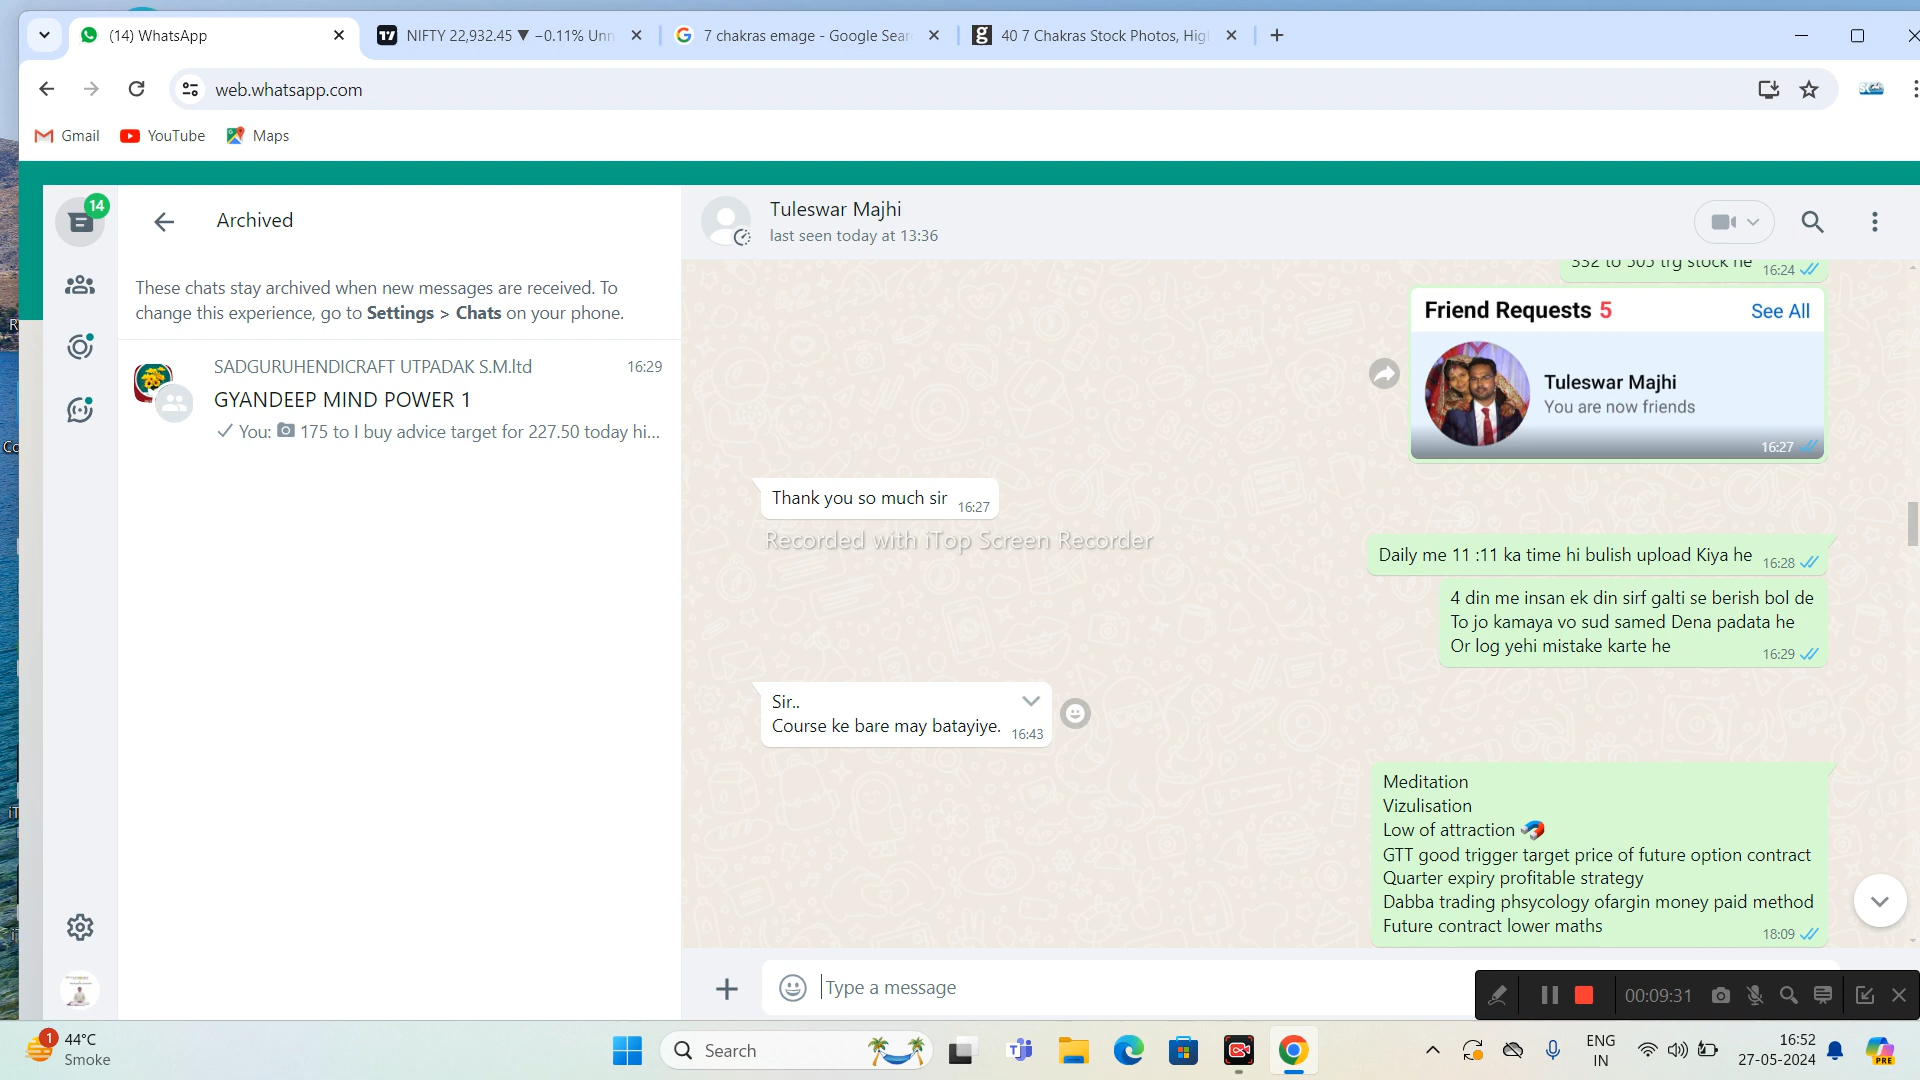 (14) WhatsApp
NIFTY 22,932.45 ▼ −0.11% Unn
7 chakras emage - Google Sear
40 7 Chakras Stock Photos, Hig
web.whatsapp.com
Gmail
YouTube
Maps
14
Archived
These chats stay archived when new messages are received. To
change this experience, go to Settings > Chats on your phone.
SADGURUHENDICRAFT UTPADAK S.M.ltd
16:29
GYANDEEP MIND POWER 1
You: 175 to I buy advice target for 227.50 today hi...
Tuleswar Majhi
last seen today at 13:36
332 to 505 trg stock he 16:24
Friend Requests 5
See All
Tuleswar Majhi
You are now friends
16:27
Thank you so much sir 16:27
Recorded with iTop Screen Recorder
Daily me 11 :11 ka time hi bulish upload Kiya he 16:28
4 din me insan ek din sirf galti se berish bol de
To jo kamaya vo sud samed Dena padata he
Or log yehi mistake karte he
16:29
Sir..
Course ke bare may batayiye. 16:43
Meditation
Vizulisation
Low of attraction 🧲
GTT good trigger target price of future option contract
Quarter expiry profitable strategy
Dabba trading phsycology ofargin money paid method
Future contract lower maths
18:09
Type a message
00:09:31
1
44°C
Smoke
Search
ENG
IN
16:52
27-05-2024
PRE